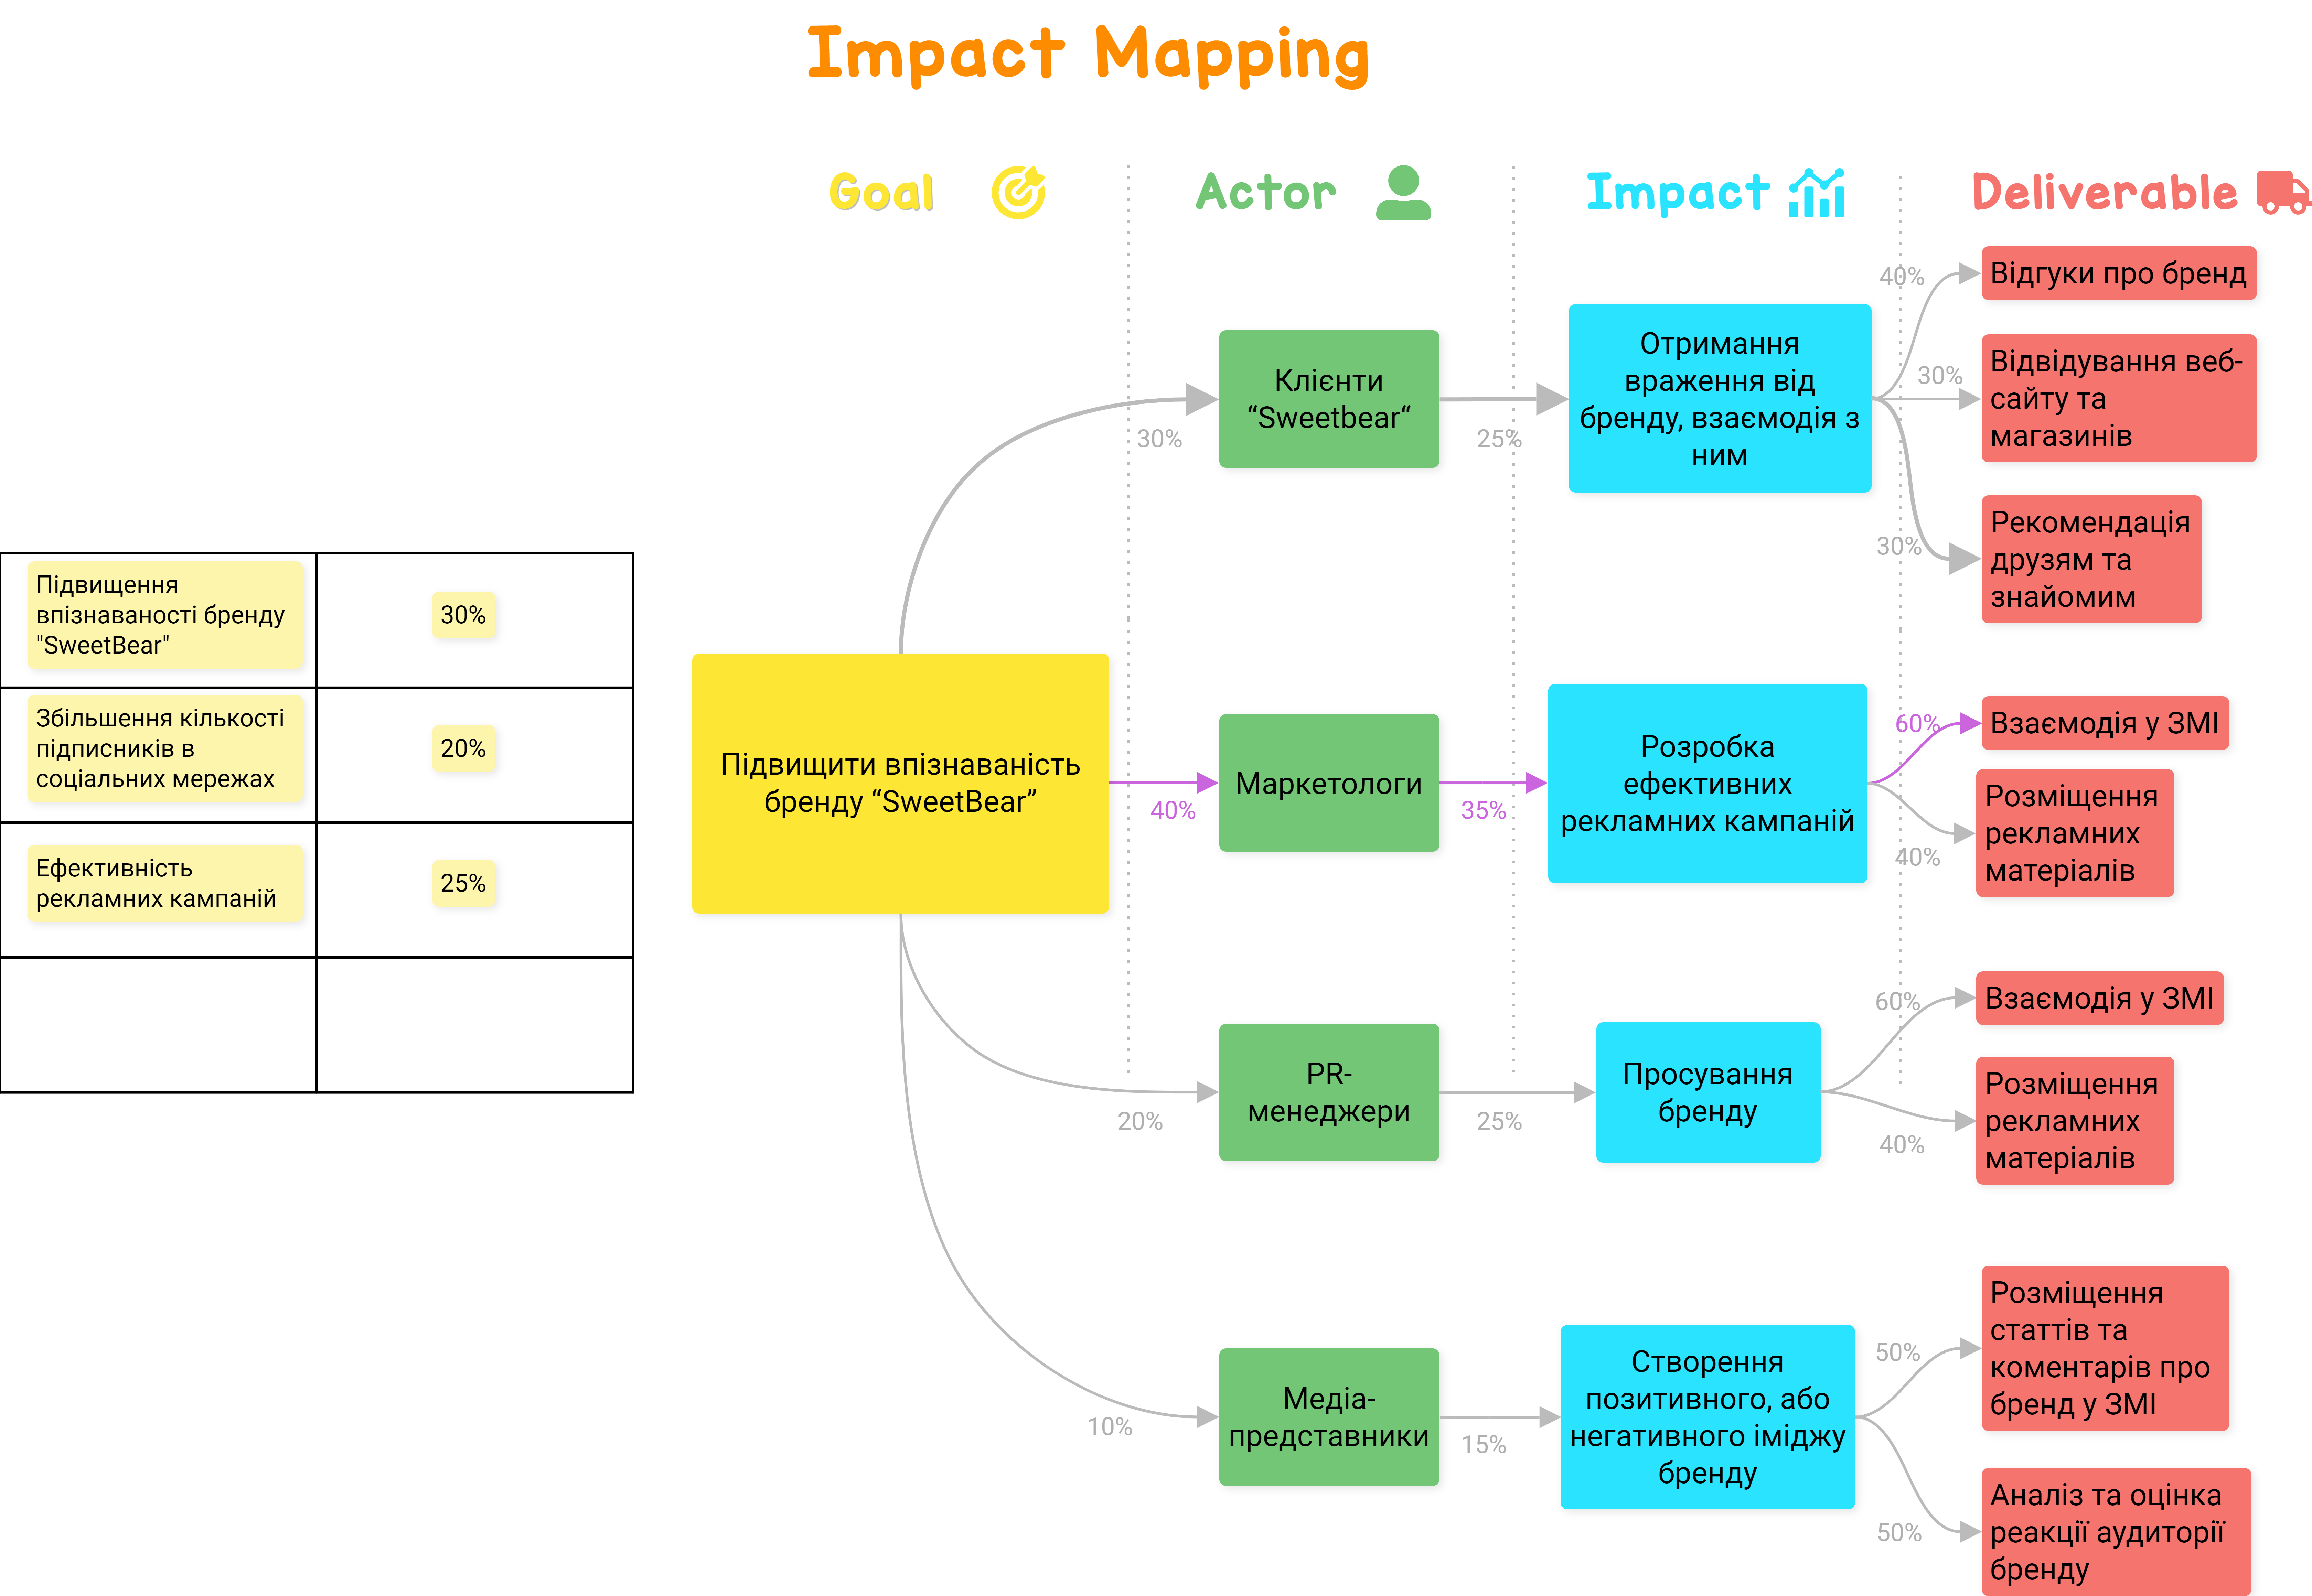 Impact Mapping
Goal
Actor
Impact
Deliverable
Підвищення
впізнаваності бренду
"SweetBear"
30%
Збільшення кількості
підписників в
соціальних мережах
20%
Ефективність
рекламних кампаній
25%
Підвищити впізнаваність
бренду “SweetBear”
30%
Клієнти
“Sweetbear“
25%
Отримання
враження від
бренду, взаємодія з
ним
40%
Відгуки про бренд
30%
Відвідування веб-
сайту та
магазинів
30%
Рекомендація
друзям та
знайомим
40%
Маркетологи
35%
Розробка
ефективних
рекламних кампаній
60%
Взаємодія у ЗМІ
40%
Розміщення
рекламних
матеріалів
20%
PR-
менеджери
25%
Просування
бренду
60%
Взаємодія у ЗМІ
40%
Розміщення
рекламних
матеріалів
10%
Медіа-
представники
15%
Створення
позитивного, або
негативного іміджу
бренду
50%
Розміщення
статтів та
коментарів про
бренд у ЗМІ
50%
Аналіз та оцінка
реакції аудиторії
бренду